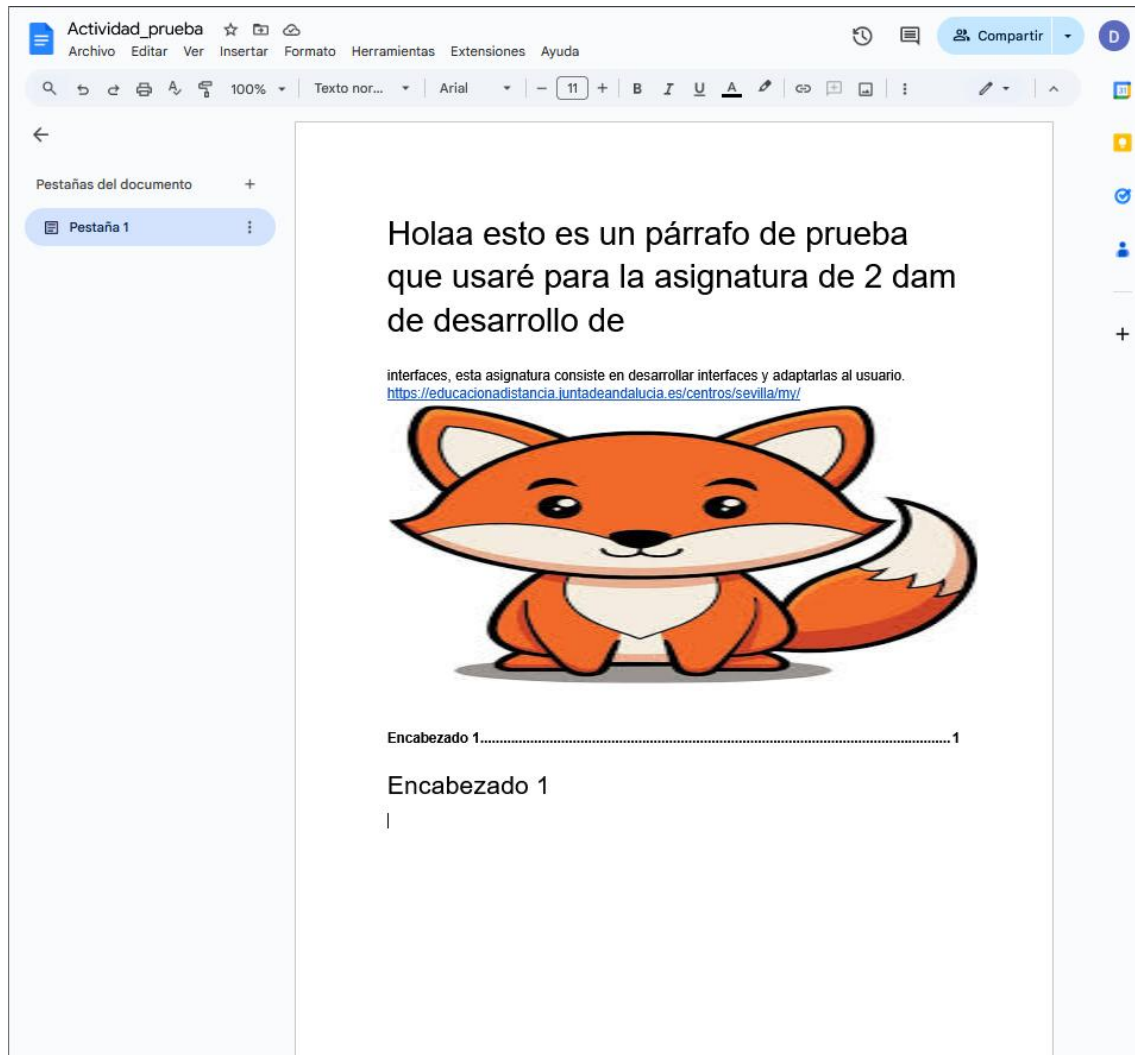 Actividad_prueba
Archivo Editar Ver Insertar Formato Herramientas Extensiones Ayuda
Compartir
D
100% Texto nor... Arial − 11 + B I U A
31
Pestañas del documento +
Pestaña 1
Holaa esto es un párrafo de prueba
que usaré para la asignatura de 2 dam
de desarrollo de
interfaces, esta asignatura consiste en desarrollar interfaces y adaptarlas al usuario.
https://educacionadistancia.juntadeandalucia.es/centros/sevilla/my/
Encabezado 1........................................................................................................................1
Encabezado 1